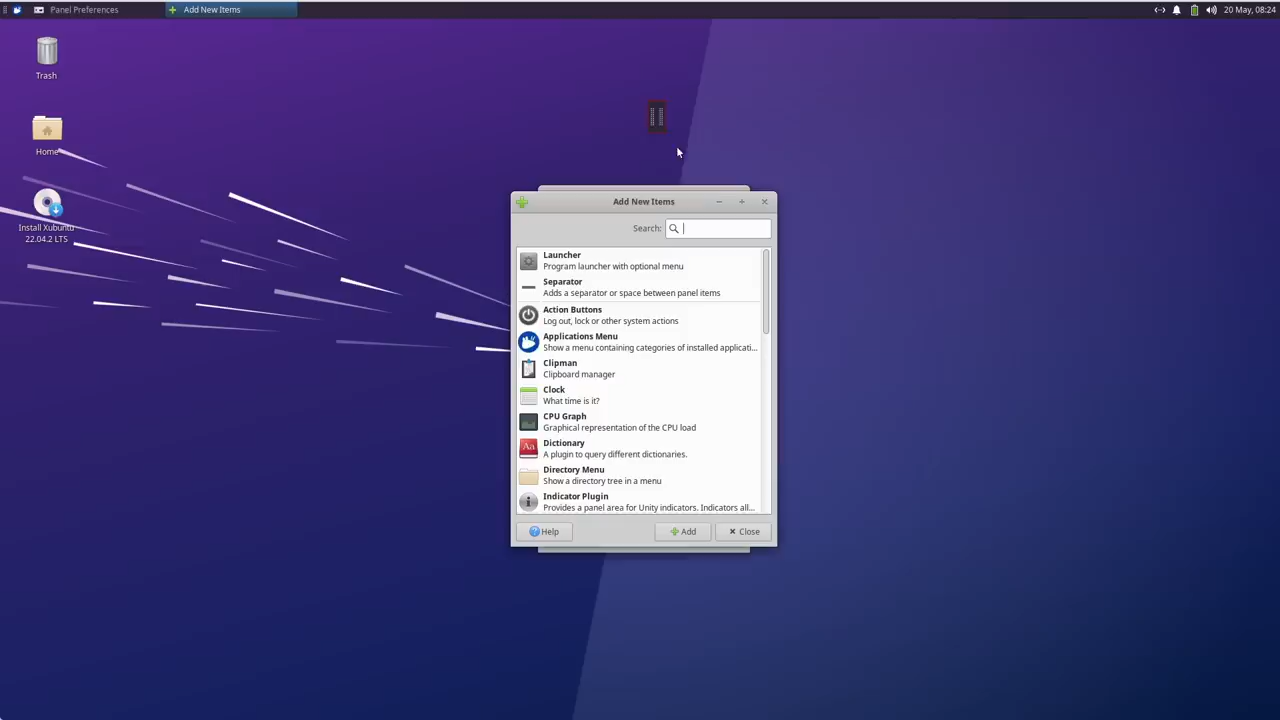 Panel Preferences
Add New Items
20 May, 08:24
Trash
Home
Install Xubuntu
22.04.2 LTS
Add New Items
Search:
Launcher
Program launcher with optional menu
Separator
Adds a separator or space between panel items
Action Buttons
Log out, lock or other system actions
Applications Menu
Show a menu containing categories of installed applicati...
Clipman
Clipboard manager
Clock
What time is it?
CPU Graph
Graphical representation of the CPU load
Aa
Dictionary
A plugin to query different dictionaries.
Directory Menu
Show a directory tree in a menu
Indicator Plugin
Provides a panel area for Unity indicators. Indicators all...
Help
Add
Close